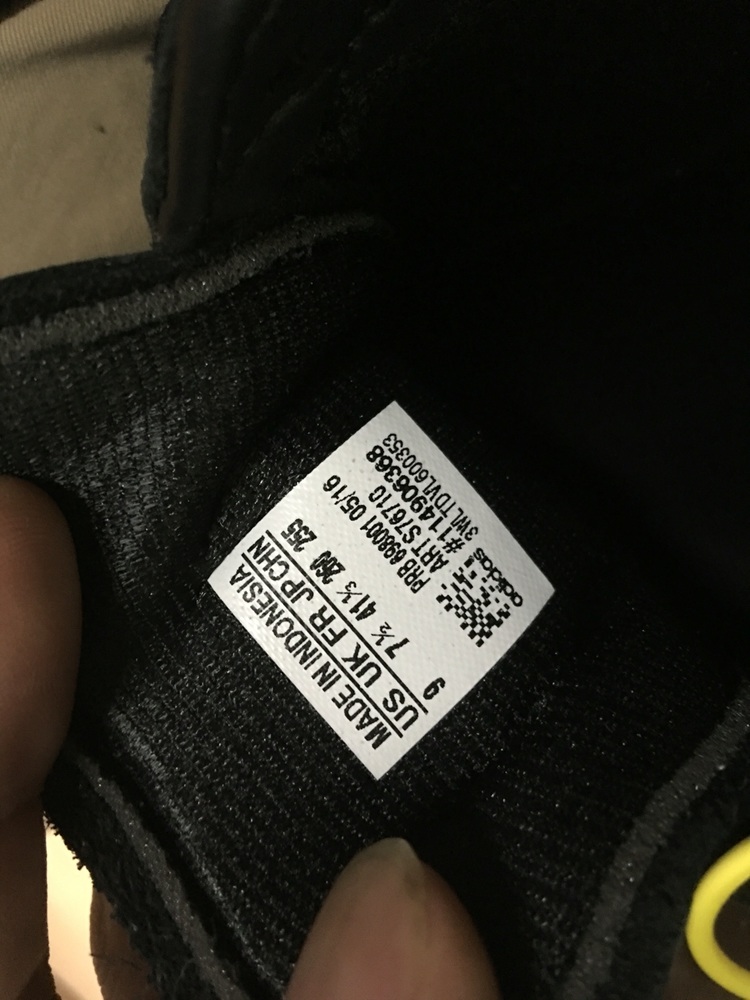 MADE IN INDONESIA
US UK FR JP CHN
9 7½ 41⅓ 260 255
PRB 698001 05/16
ART S76710
#114906368
adidas 3WLTDVL600353